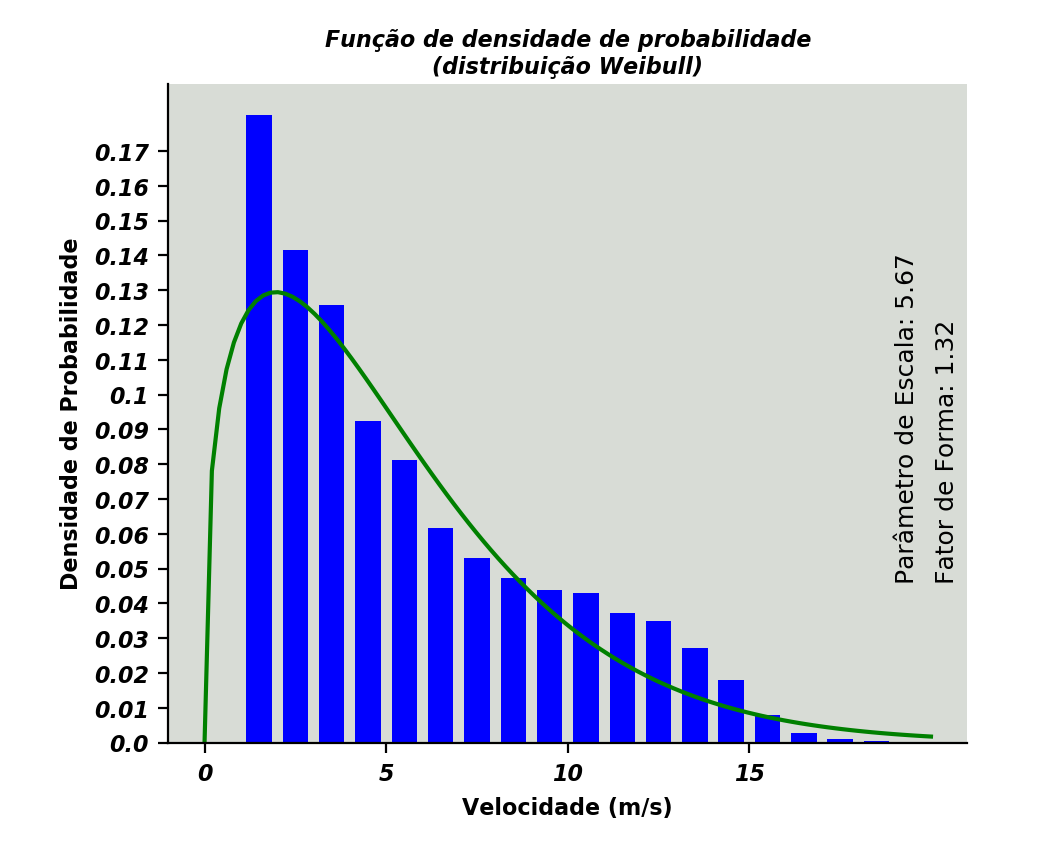 Função de densidade de probabilidade
(distribuição Weibull)
Densidade de Probabilidade
0.17
0.16
0.15
0.14
0.13
0.12
0.11
0.1
0.09
0.08
0.07
0.06
0.05
0.04
0.03
0.02
0.01
0.0
Parâmetro de Escala: 5.67
Fator de Forma: 1.32
0 5 10 15
Velocidade (m/s)